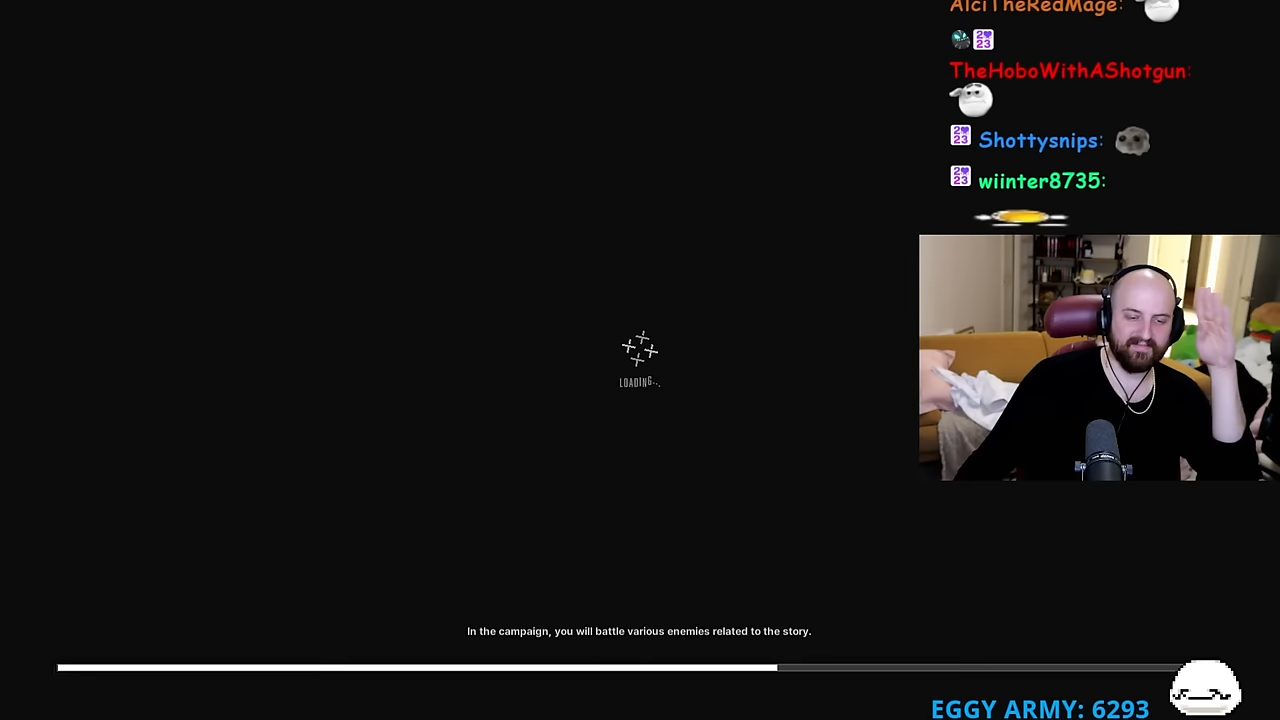 AlciTheRedMage:
TheHoboWithAShotgun:
Shottysnips:
wiinter8735:
LOADING...
In the campaign, you will battle various enemies related to the story.
EGGY ARMY: 6293